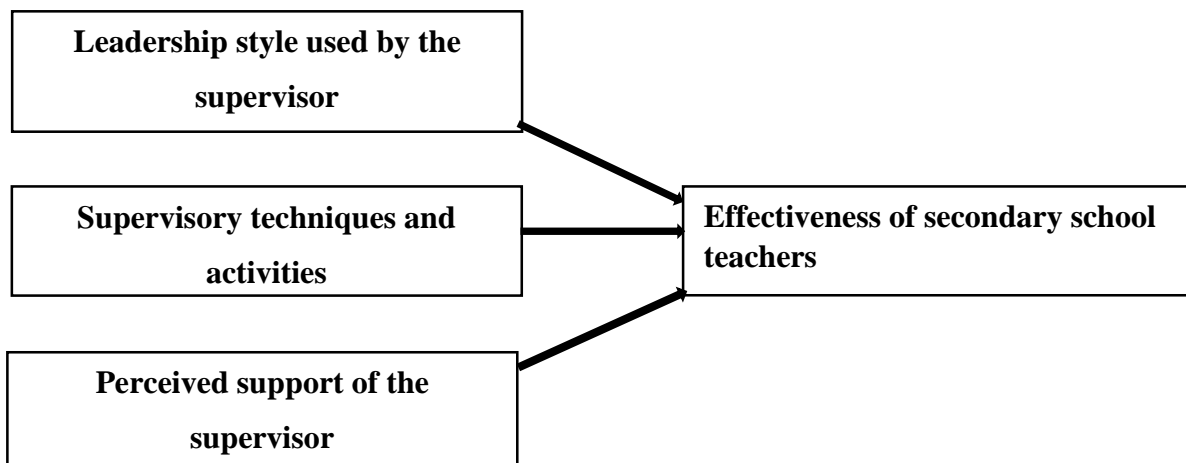 Leadership style used by the
supervisor
Supervisory techniques and
activities
Effectiveness of secondary school
teachers
Perceived support of the
supervisor